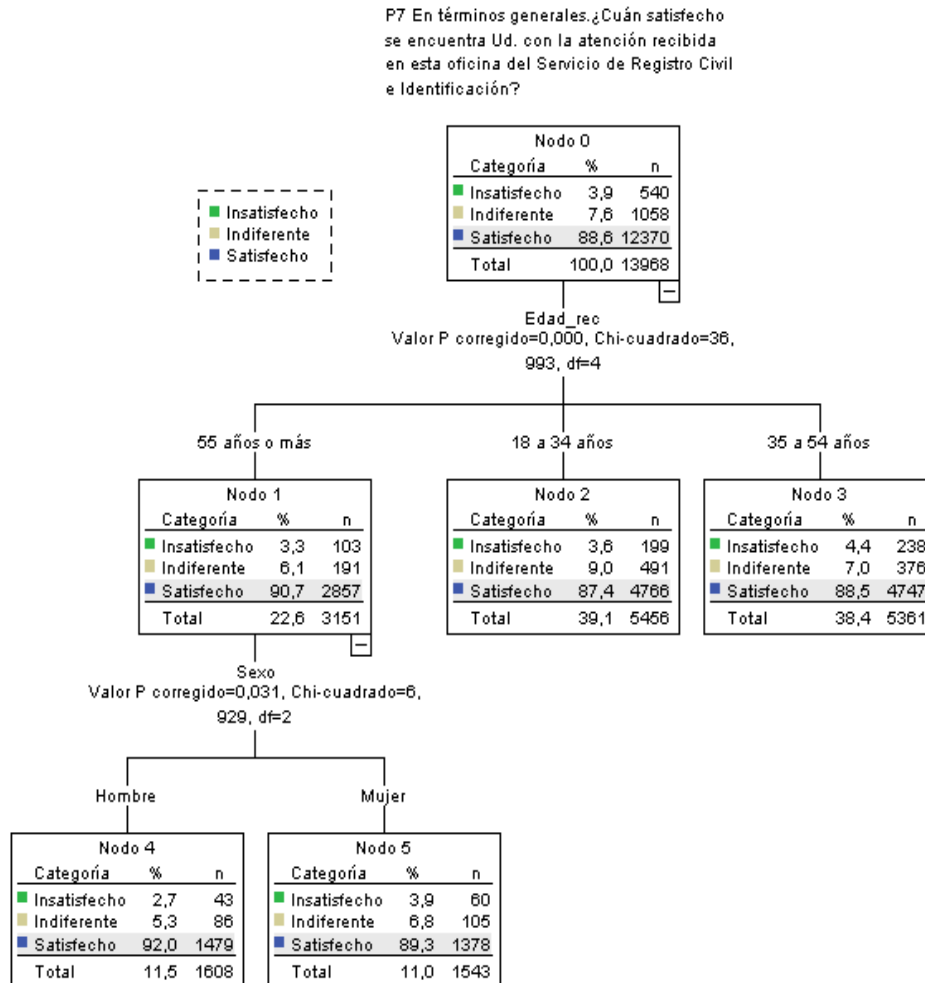 P7 En términos generales.¿Cuán satisfecho
se encuentra Ud. con la atención recibida
en esta oficina del Servicio de Registro Civil
e Identificación?
Nodo 0
Categoría % n
Insatisfecho 3,9 540
Indiferente 7,6 1058
Satisfecho 88,6 12370
Total 100,0 13968
Insatisfecho
Indiferente
Satisfecho
Edad_rec
Valor P corregido=0,000, Chi-cuadrado=36,
993, df=4
55 años o más
18 a 34 años
35 a 54 años
Nodo 1
Categoría % n
Insatisfecho 3,3 103
Indiferente 6,1 191
Satisfecho 90,7 2857
Total 22,6 3151
Nodo 2
Categoría % n
Insatisfecho 3,6 199
Indiferente 9,0 491
Satisfecho 87,4 4766
Total 39,1 5456
Nodo 3
Categoría % n
Insatisfecho 4,4 238
Indiferente 7,0 376
Satisfecho 88,5 4747
Total 38,4 5361
Sexo
Valor P corregido=0,031, Chi-cuadrado=6,
929, df=2
Hombre
Mujer
Nodo 4
Categoría % n
Insatisfecho 2,7 43
Indiferente 5,3 86
Satisfecho 92,0 1479
Total 11,5 1608
Nodo 5
Categoría % n
Insatisfecho 3,9 60
Indiferente 6,8 105
Satisfecho 89,3 1378
Total 11,0 1543